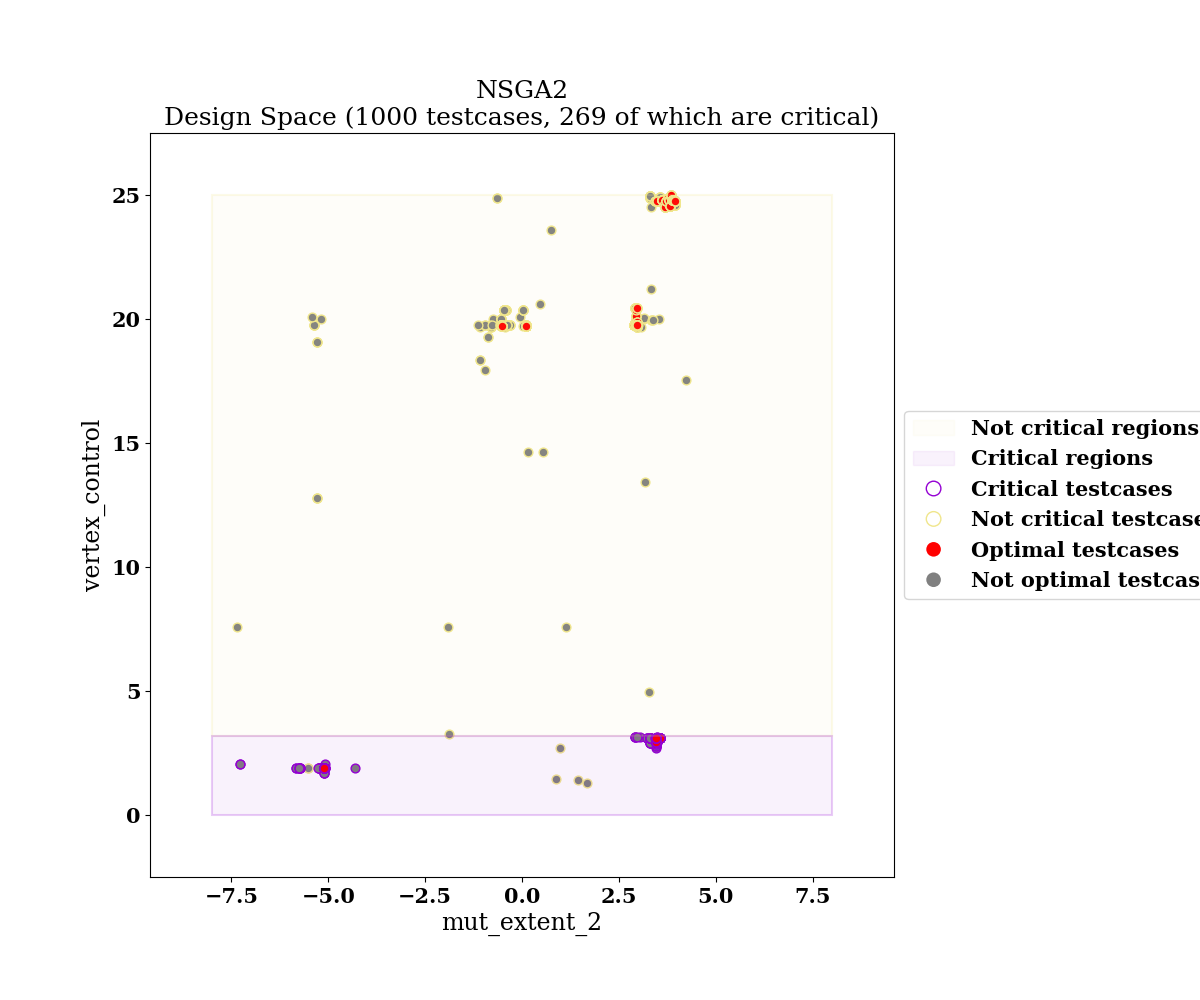 NSGA2
Design Space (1000 testcases, 269 of which are critical)
25
20
15
10
5
0
vertex_control
−7.5 −5.0 −2.5 0.0 2.5 5.0 7.5
mut_extent_2
Not critical regions
Critical regions
Critical testcases
Not critical testcase
Optimal testcases
Not optimal testcas